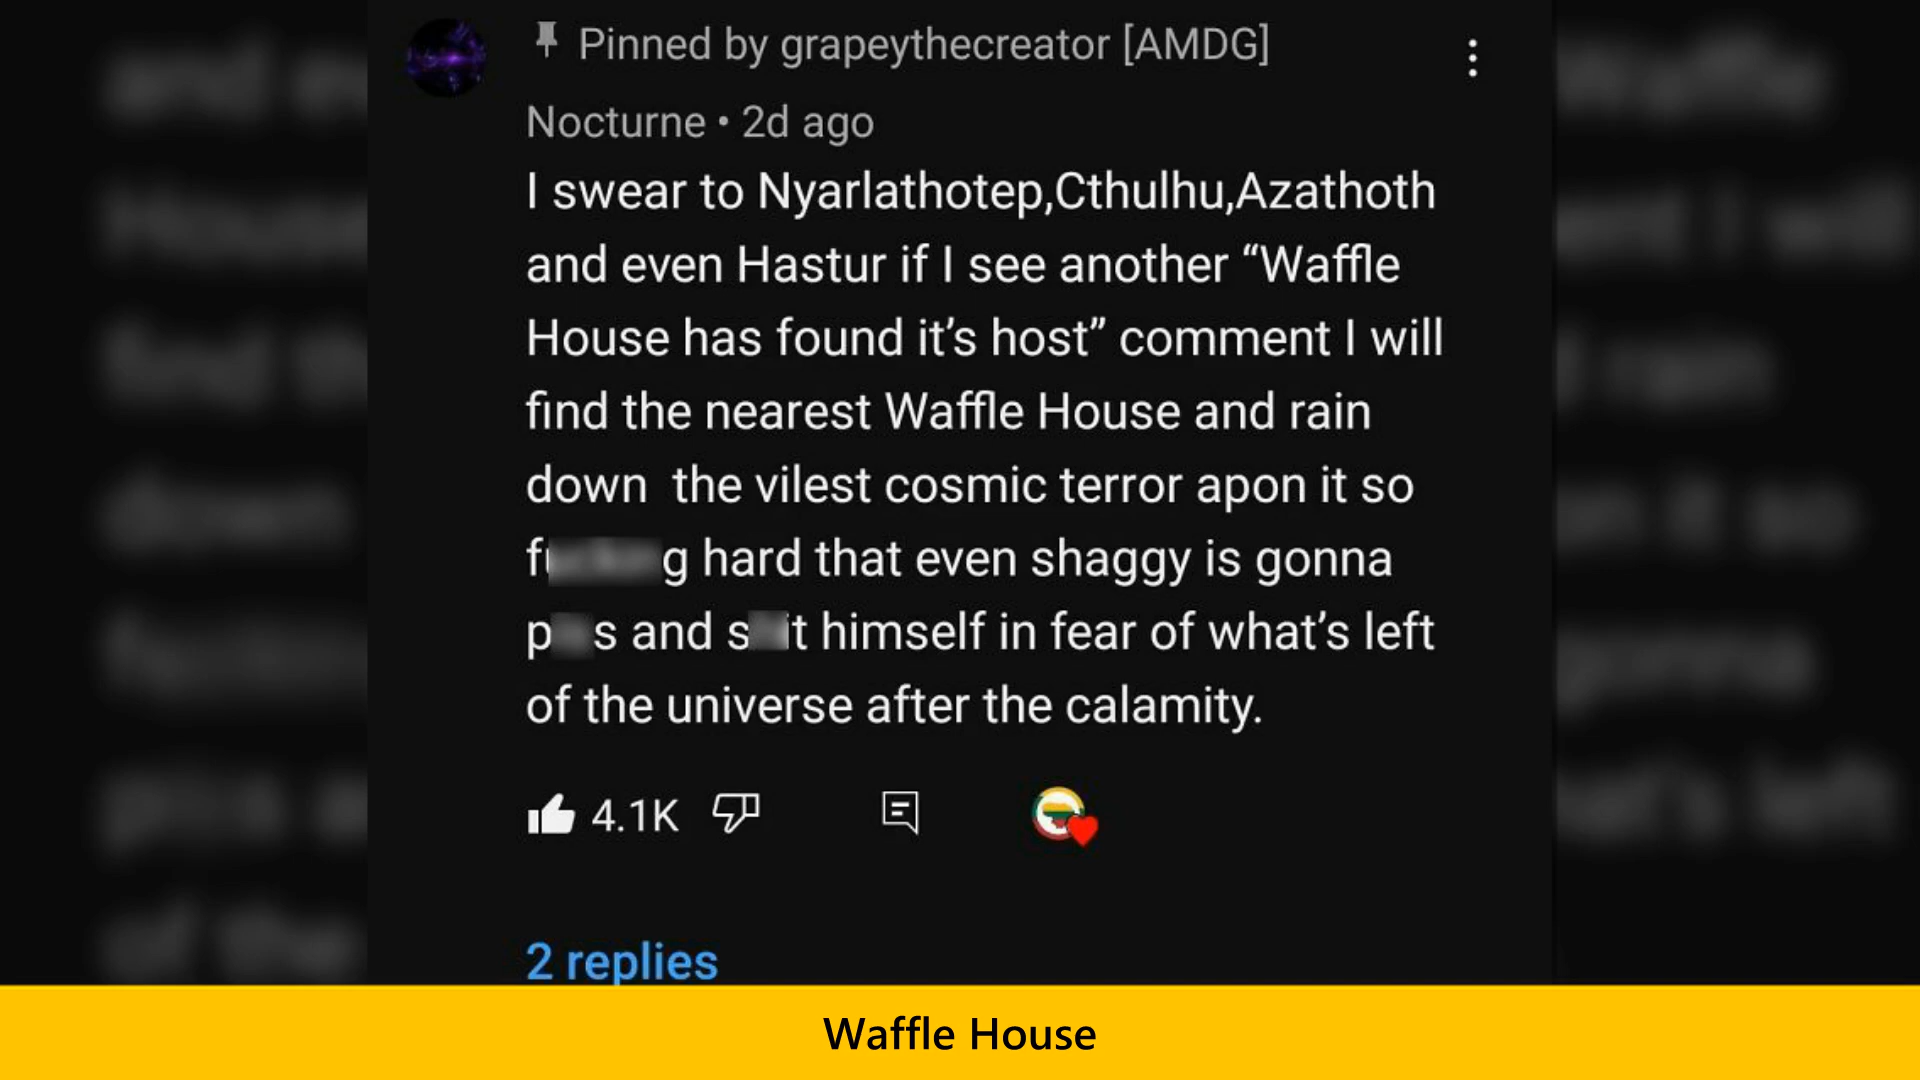 Pinned by grapeythecreator [AMDG]
Nocturne • 2d ago
I swear to Nyarlathotep,Cthulhu,Azathoth
and even Hastur if I see another “Waffle
House has found it’s host” comment I will
find the nearest Waffle House and rain
down  the vilest cosmic terror apon it so
hard that even shaggy is gonna
and himself in fear of what’s left
of the universe after the calamity.
4.1K
2 replies
Waffle House